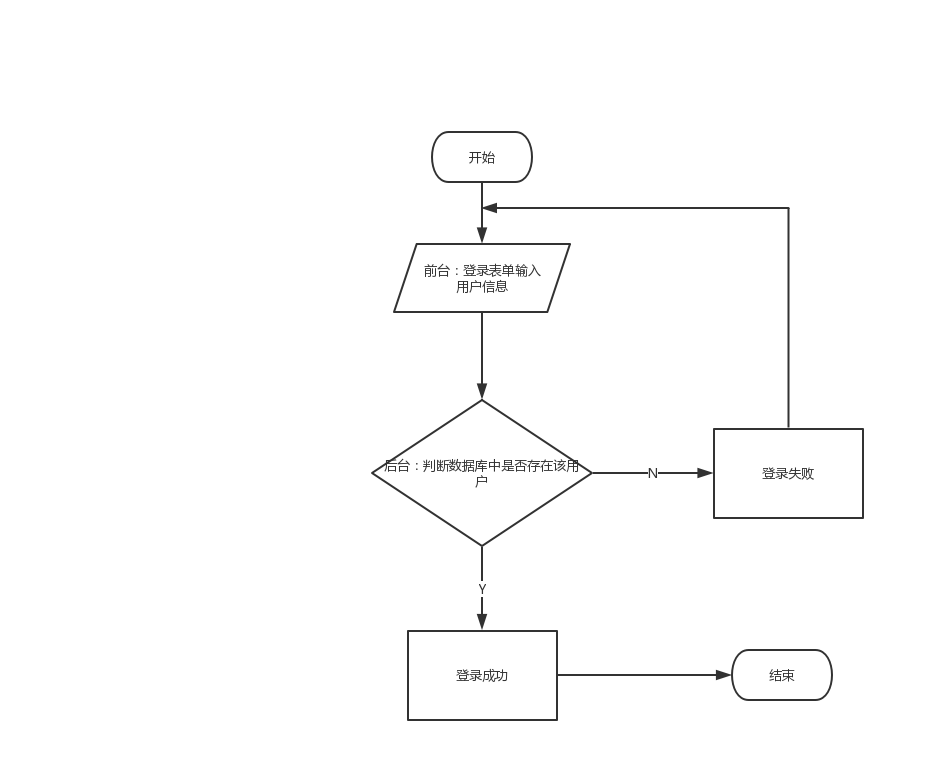 开始
前台：登录表单输入
用户信息
后台：判断数据库中是否存在该用
户
N
登录失败
Y
登录成功
结束